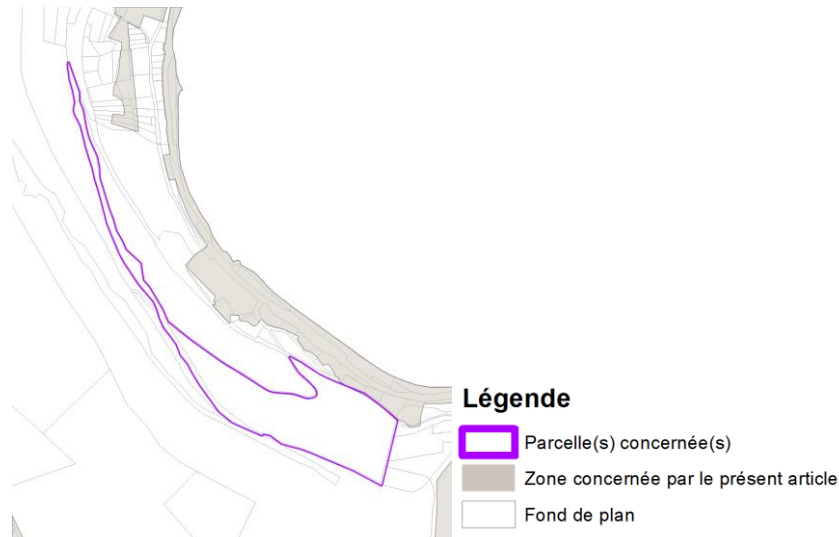 Légende
Parcelle(s) concernée(s)
Zone concernée par le présent article
Fond de plan